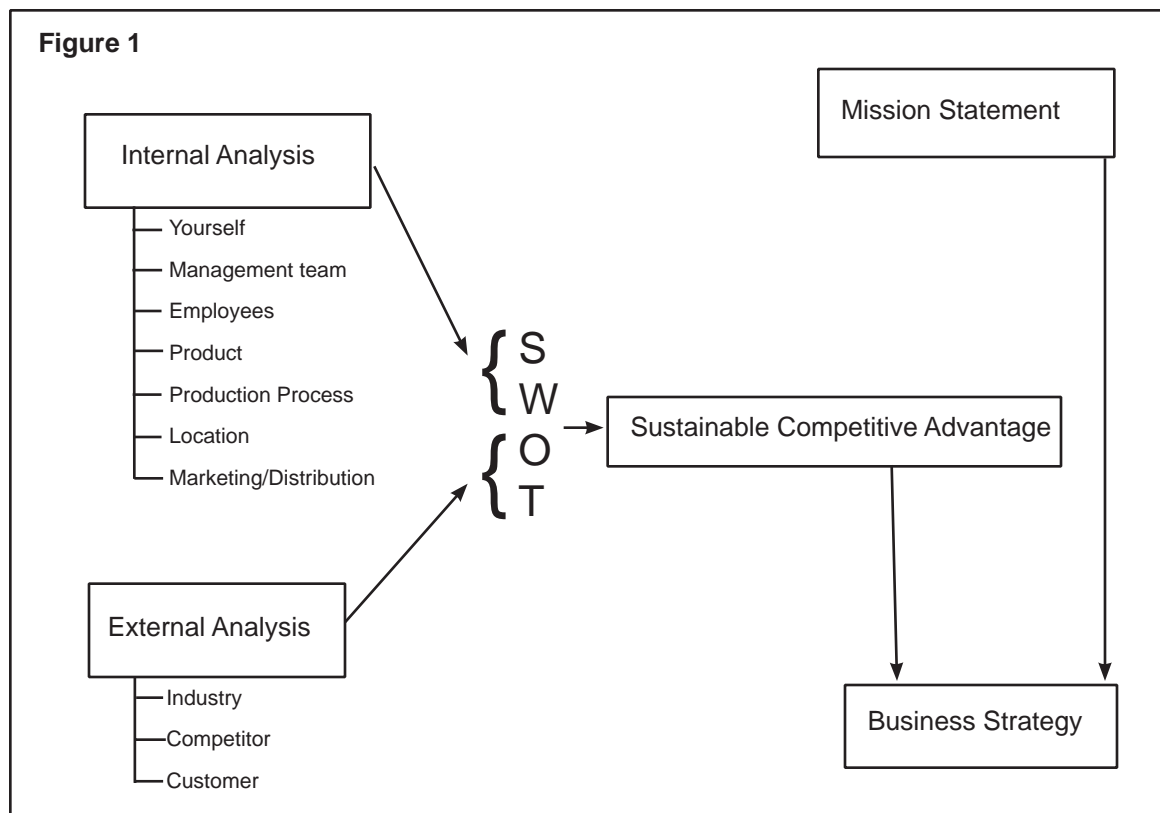 Figure 1
Mission Statement
Internal Analysis
Yourself
Management team
Employees
Product
Production Process
Location
Marketing/Distribution
{ S
W
{ O
T
Sustainable Competitive Advantage
External Analysis
Industry
Competitor
Customer
Business Strategy